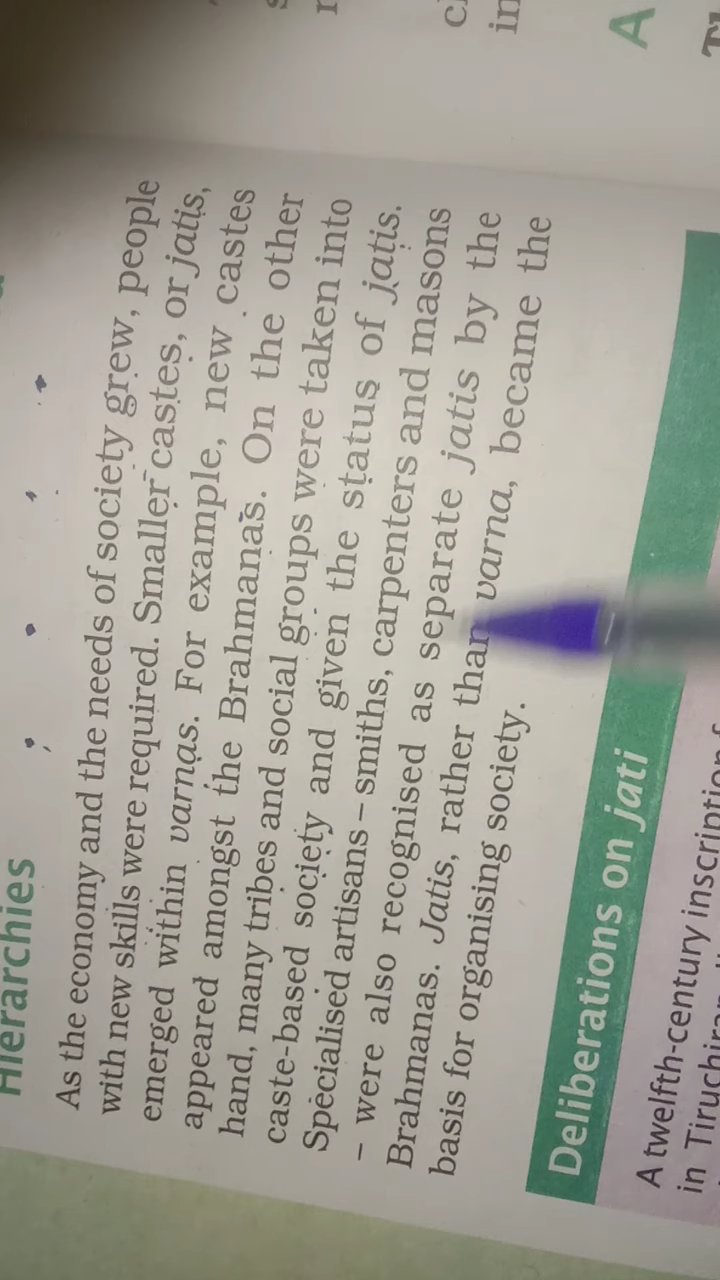 Hierarchies
As the economy and the needs of society grew, people
with new skills were required. Smaller castes, or jatis,
emerged within varnas. For example, new castes
appeared amongst the Brahmanas. On the other
hand, many tribes and social groups were taken into
caste-based society and given the status of jatis.
Specialised artisans – smiths, carpenters and masons
– were also recognised as separate jatis by the
Brahmanas. Jatis, rather than varna, became the
basis for organising society.
Deliberations on jati
A twelfth-century inscription
in
A